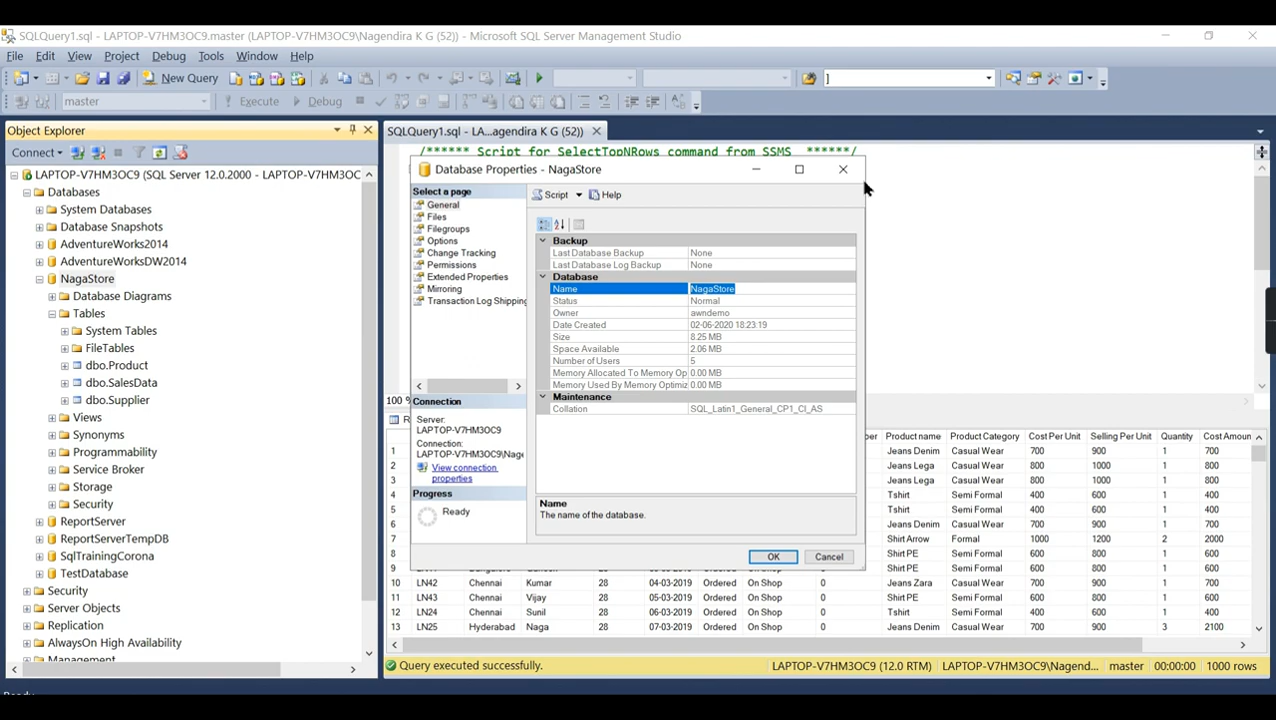 SQLQuery1.sql - LAPTOP-V7HM3OC9.master (LAPTOP-V7HM3OC9\Nagendira K G (52)) - Microsoft SQL Server Management Studio
File Edit View Project Debug Tools Window Help
New Query ]
master Execute Debug
Object Explorer
SQLQuery1.sql - LA...agendira K G (52))
Connect
/****** Script for SelectTopNRows command from SSMS ******/
LAPTOP-V7HM3OC9 (SQL Server 12.0.2000 - LAPTOP-V7HM3OC
Databases
System Databases
Database Snapshots
AdventureWorks2014
AdventureWorksDW2014
NagaStore
Database Diagrams
Tables
System Tables
FileTables
dbo.Product
dbo.SalesData
dbo.Supplier
Views
Synonyms
Programmability
Service Broker
Storage
Security
ReportServer
ReportServerTempDB
SqlTrainingCorona
TestDatabase
Security
Server Objects
Replication
AlwaysOn High Availability
Management
Database Properties - NagaStore
Select a page
General
Files
Filegroups
Options
Change Tracking
Permissions
Extended Properties
Mirroring
Transaction Log Shipping
Script Help
Backup
Last Database Backup None
Last Database Log Backup None
Database
Name NagaStore
Status Normal
Owner awndemo
Date Created 02-06-2020 18:23:19
Size 8.25 MB
Space Available 2.06 MB
Number of Users 5
Memory Allocated To Memory Op 0.00 MB
Memory Used By Memory Optimiz 0.00 MB
Maintenance
Collation SQL_Latin1_General_CP1_CI_AS
Connection
Server:
LAPTOP-V7HM3OC9
Connection:
LAPTOP-V7HM3OC9\Nage
View connection
properties
Progress
Ready
Name
The name of the database.
OK Cancel
100 %
ber Product name Product Category Cost Per Unit Selling Per Unit Quantity Cost Amoun
1 Jeans Denim Casual Wear 700 900 1 700
2 Jeans Lega Casual Wear 800 1000 1 800
3 Jeans Lega Casual Wear 800 1000 1 800
4 Tshirt Semi Formal 400 600 1 400
5 Tshirt Semi Formal 400 600 1 400
6 Jeans Denim Casual Wear 700 900 1 700
7 Shirt Arrow Formal 1000 1200 2 2000
8 Shirt PE Semi Formal 600 800 1 600
9 Shirt PE Semi Formal 600 800 1 600
10 LN42 Chennai Kumar 28 04-03-2019 Ordered On Shop 0 Jeans Zara Casual Wear 700 900 1 700
11 LN43 Chennai Vijay 28 05-03-2019 Ordered On Shop 0 Shirt PE Semi Formal 600 800 1 600
12 LN24 Chennai Sunil 28 06-03-2019 Ordered On Shop 0 Tshirt Semi Formal 400 600 1 400
13 LN25 Hyderabad Naga 28 07-03-2019 Ordered On Shop 0 Jeans Denim Casual Wear 700 900 3 2100
Query executed successfully. LAPTOP-V7HM3OC9 (12.0 RTM) LAPTOP-V7HM3OC9\Nagend... master 00:00:00 1000 rows